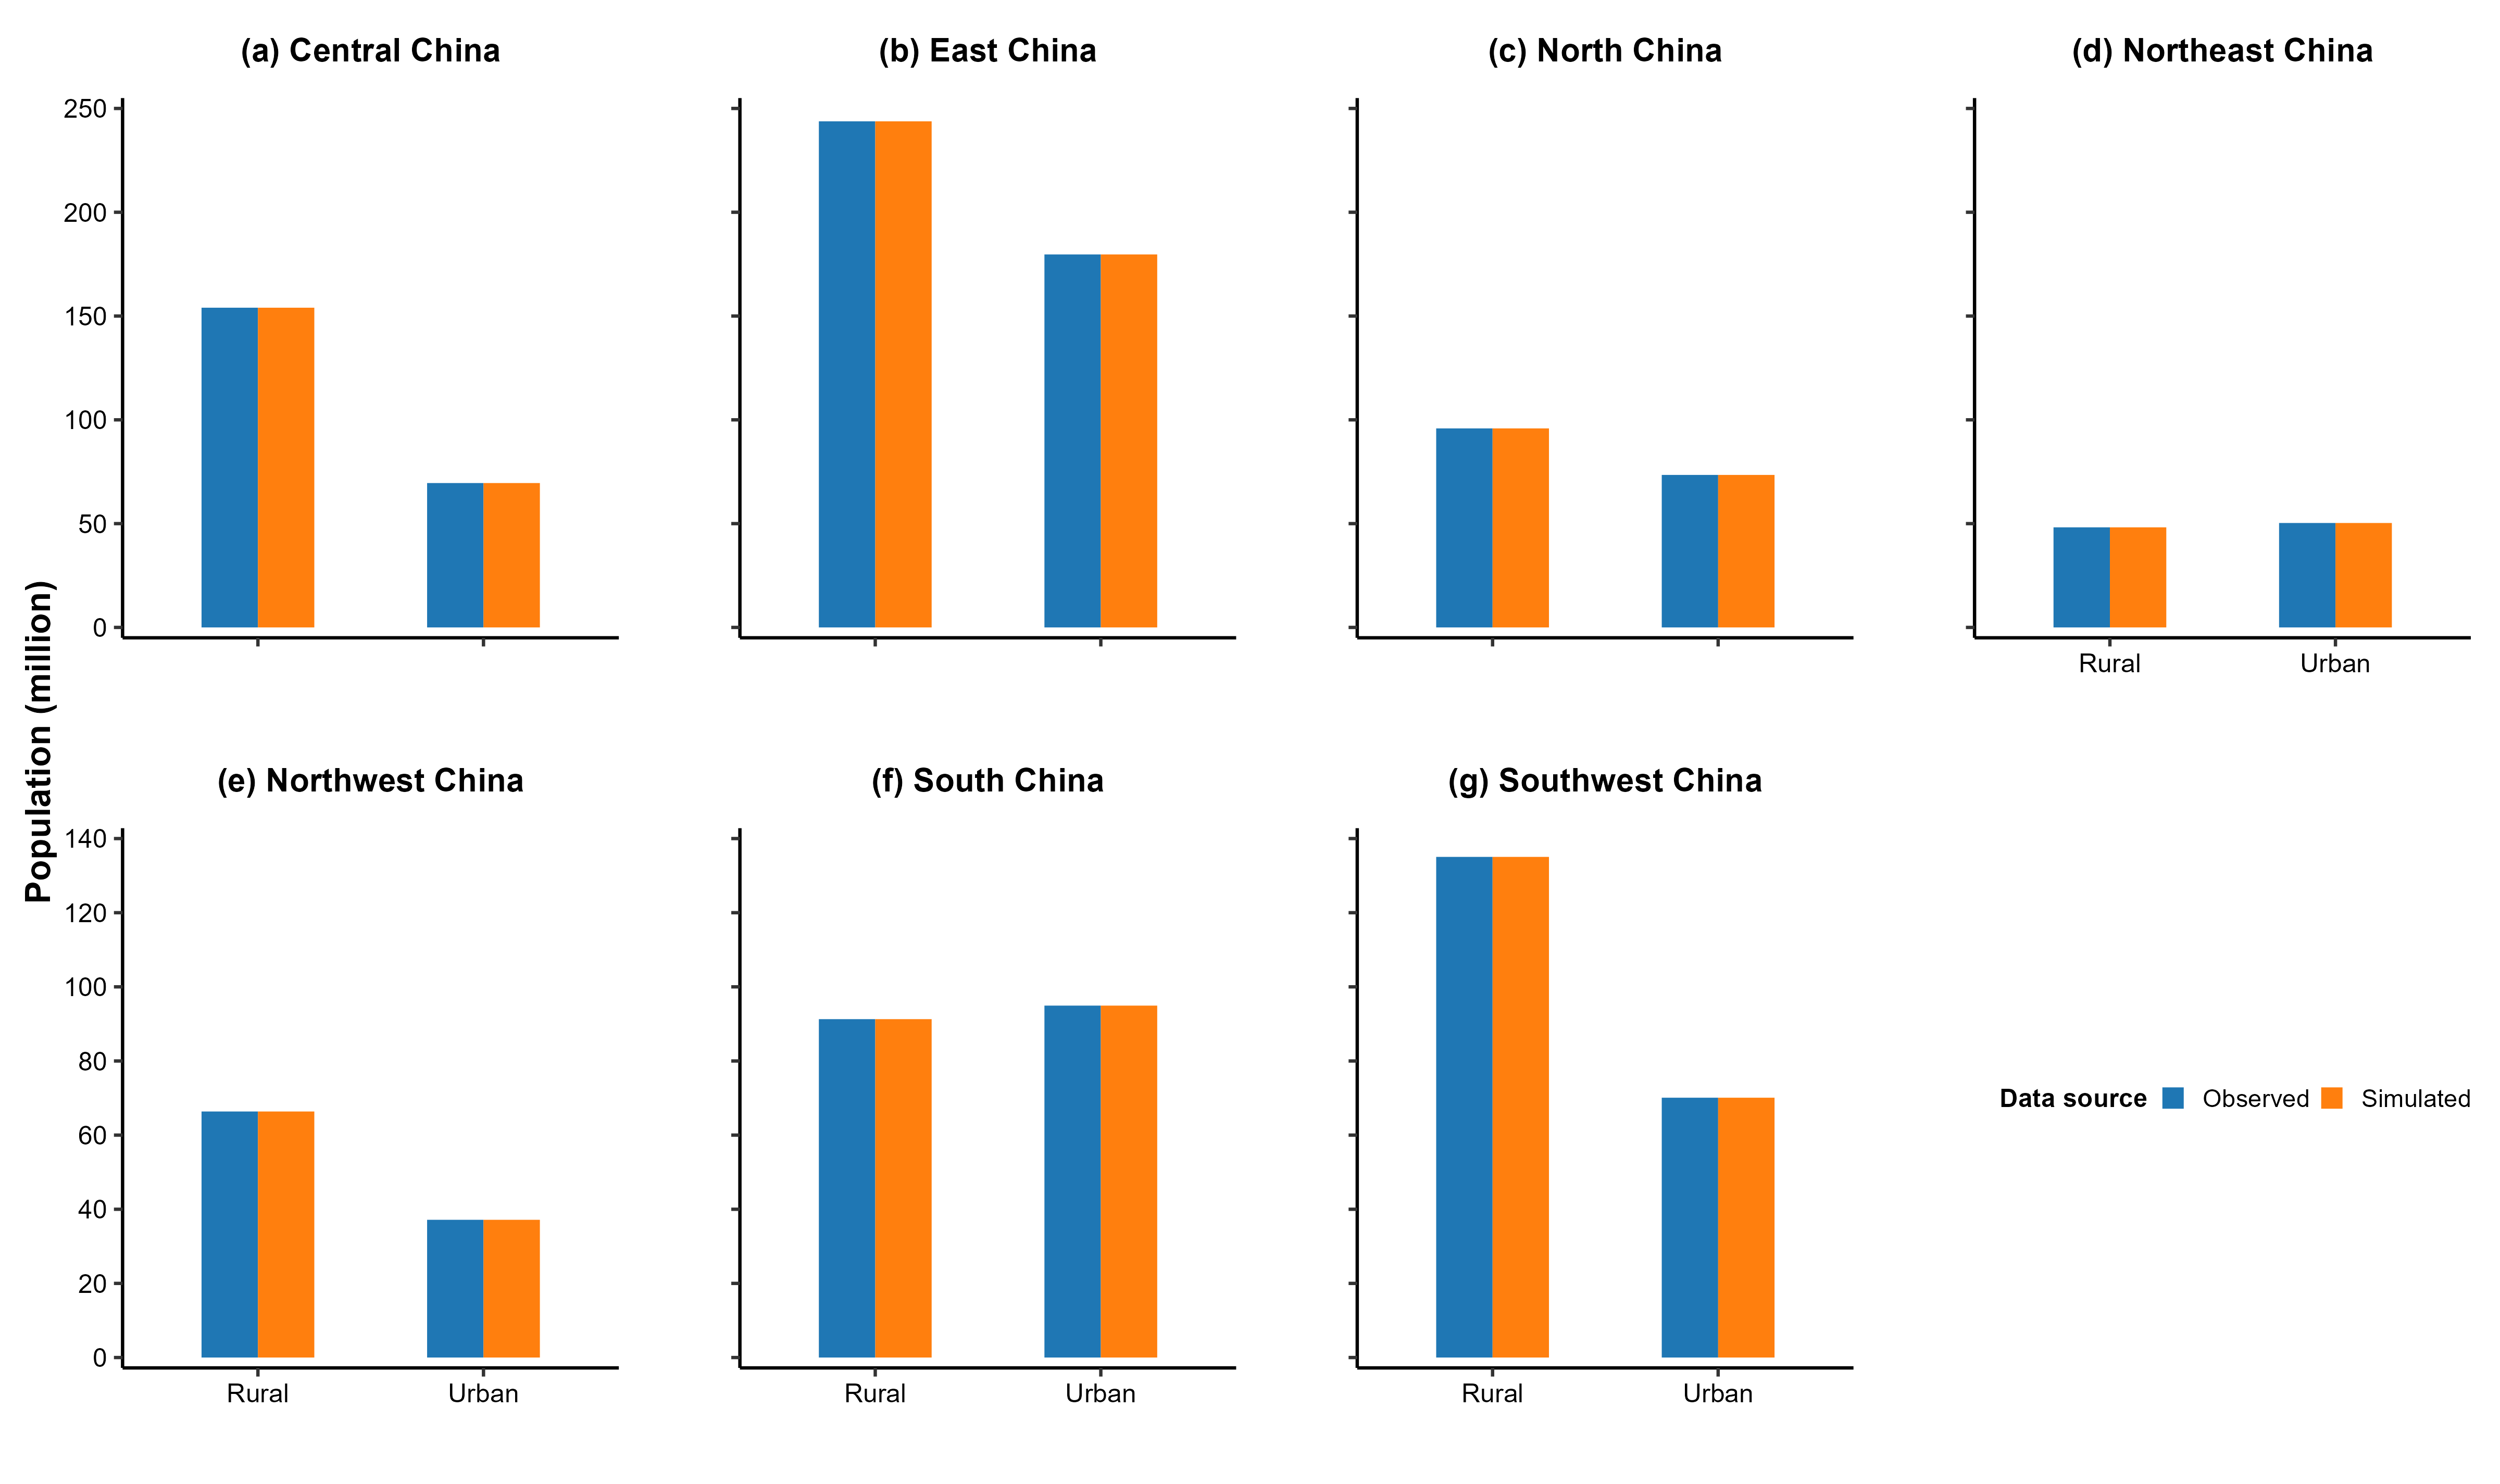 (a) Central China
(b) East China
(c) North China
(d) Northeast China
250
200
150
100
50
0
Rural
Urban
Population (million)
(e) Northwest China
(f) South China
(g) Southwest China
140
120
100
80
60
40
20
0
Rural
Urban
Rural
Urban
Rural
Urban
Data source Observed Simulated